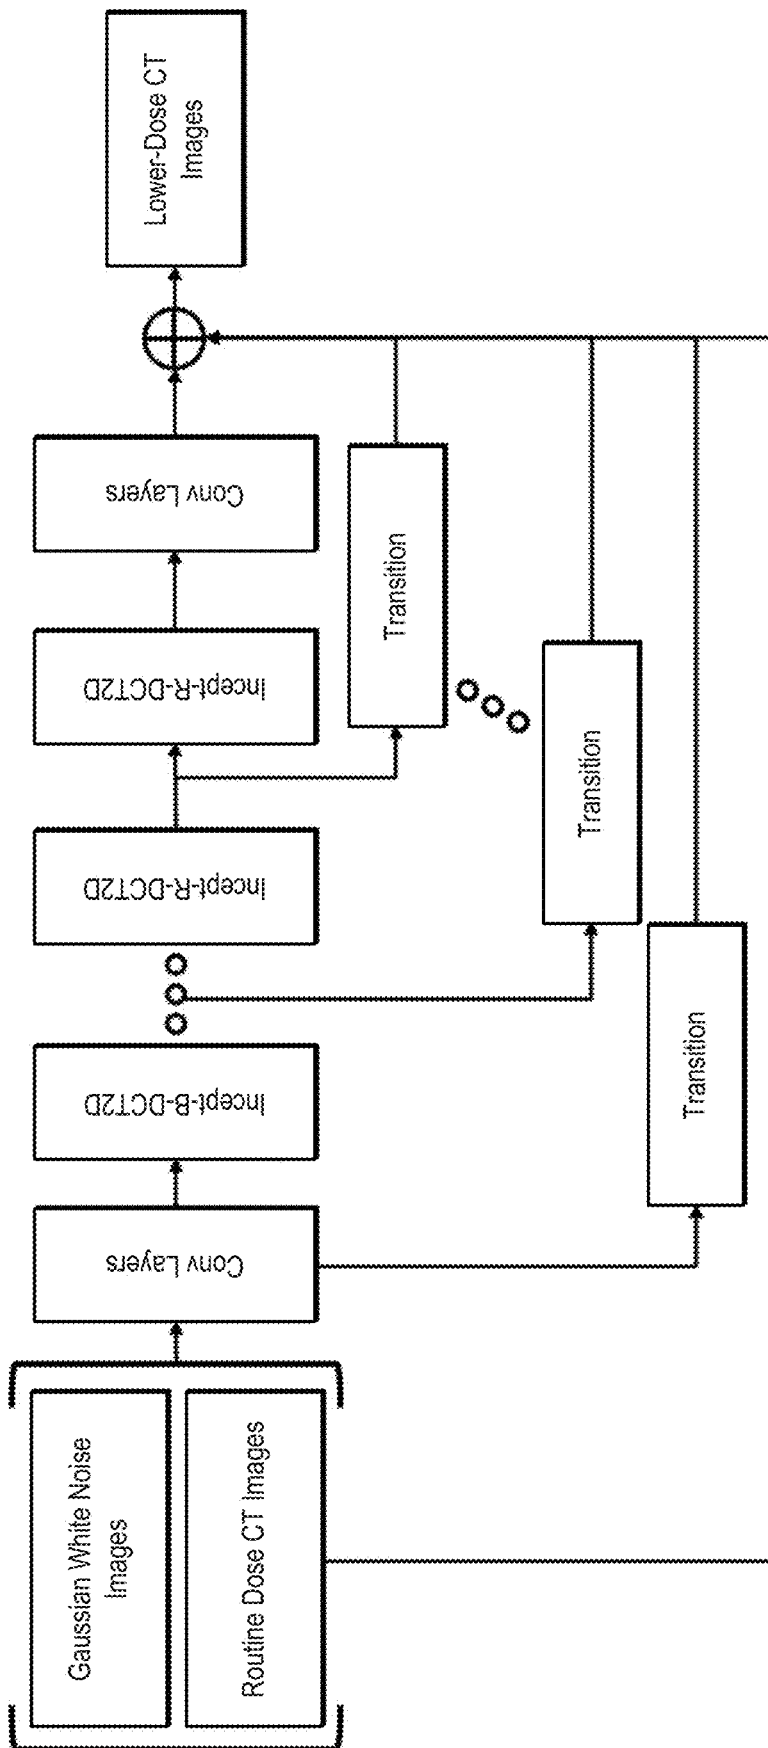 Gaussian White Noise
Images
Routine Dose CT Images
Conv Layers
Incept-B-DCT2D
Incept-R-DCT2D
Incept-R-DCT2D
Conv Layers
Lower-Dose CT
Images
Transition
Transition
Transition